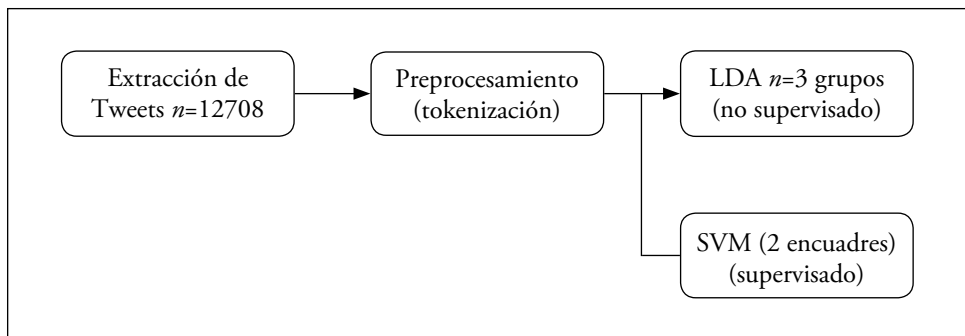 Extracción de
Tweets n=12708
Preprocesamiento
(tokenización)
LDA n=3 grupos
(no supervisado)
SVM (2 encuadres)
(supervisado)